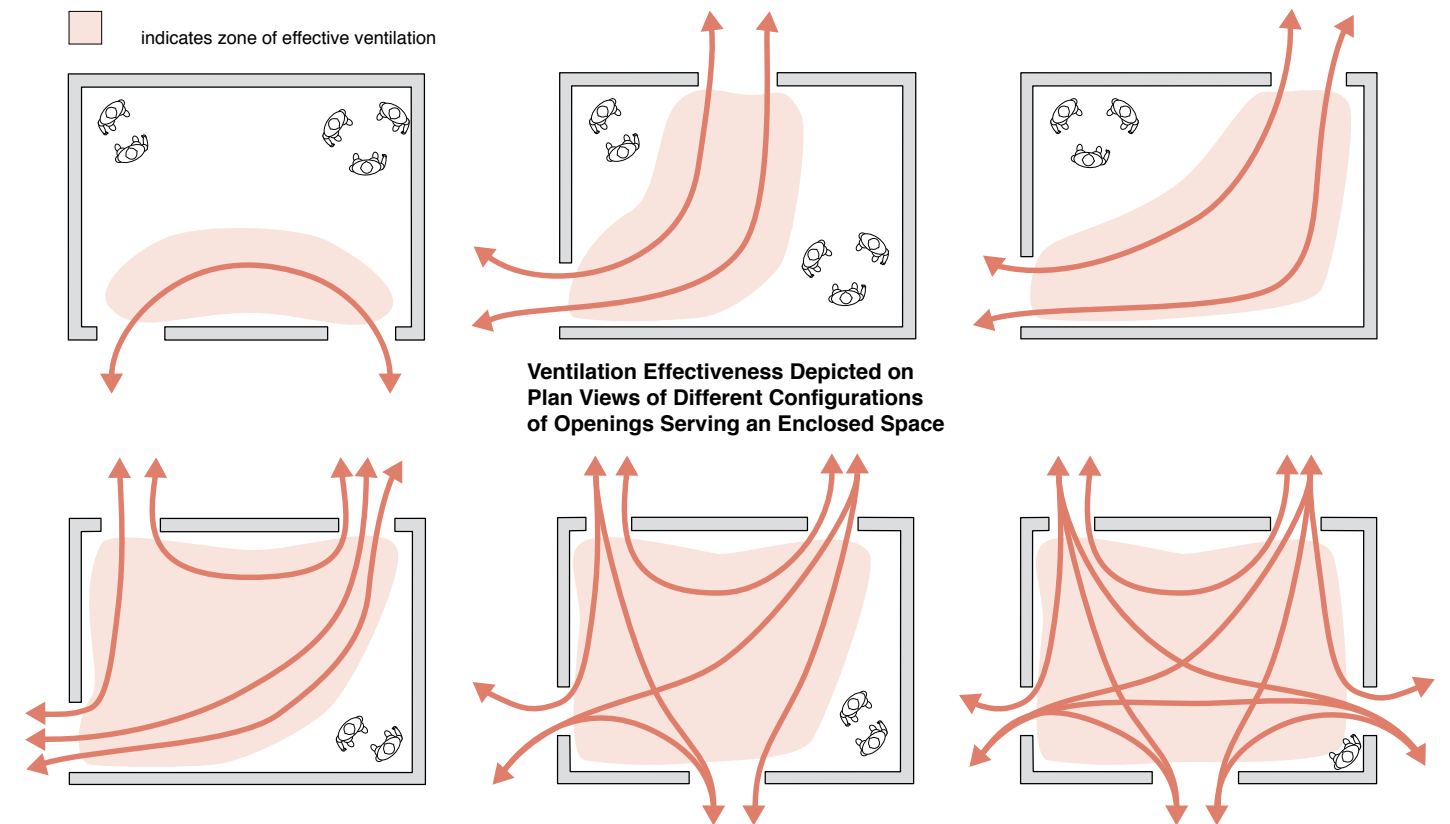 indicates zone of effective ventilation
Ventilation Effectiveness Depicted on
Plan Views of Different Configurations
of Openings Serving an Enclosed Space